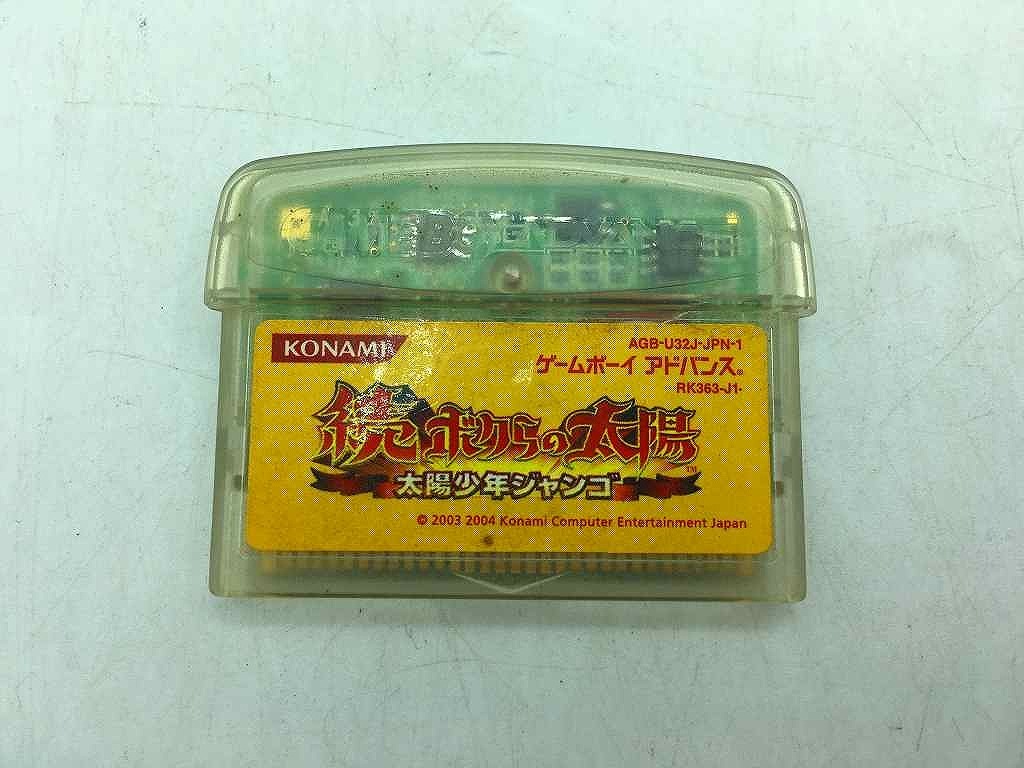 KONAMI
AGB-U32J-JPN-1
ゲームボーイ アドバンス®
RK363-J1·
続ボクらの太陽™
太陽少年ジャンゴ
© 2003 2004 Konami Computer Entertainment Japan